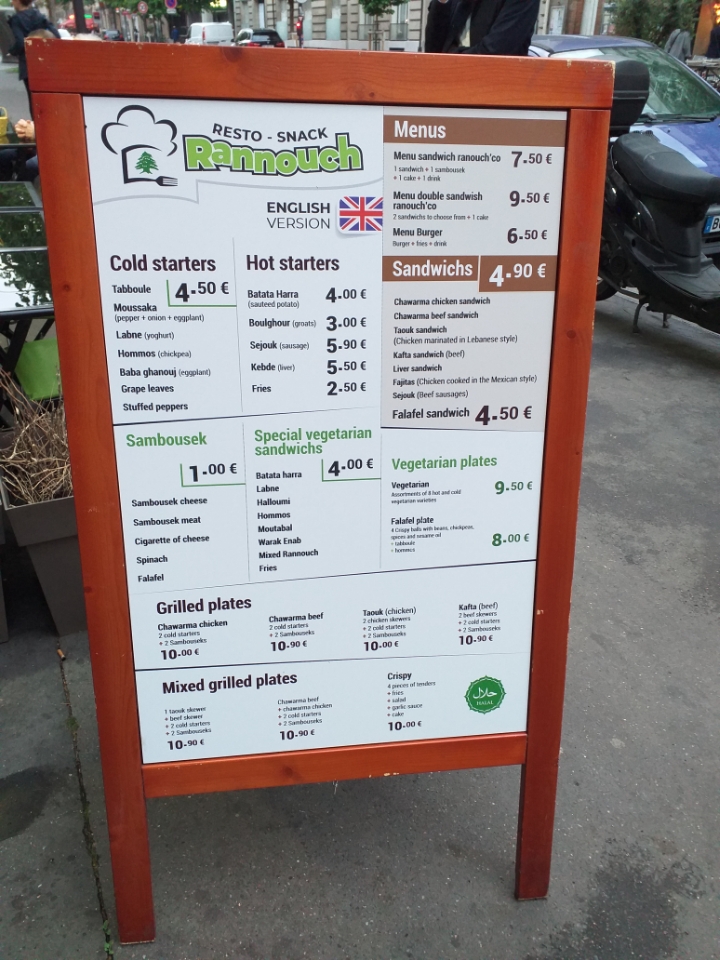 RESTO - SNACK
Rannouch
ENGLISH
VERSION
Cold starters
4.50 €
Tabboule
Moussaka
(pepper + onion + eggplant)
Labne (yoghurt)
Hommos (chickpea)
Baba ghanouj (eggplant)
Grape leaves
Stuffed peppers
Hot starters
Batata Harra 4.00 €
(sauteed potato)
Boulghour (groats) 3.00 €
Sejouk (sausage) 5.90 €
Kebde (liver) 5.50 €
Fries 2.50 €
Menus
Menu sandwich ranouch'co 7.50 €
1 sandwich + 1 sambousek
+ 1 cake + 1 drink
Menu double sandwish
ranouch'co 9.50 €
2 sandwichs to choose from + 1 cake
Menu Burger 6.50 €
Burger + fries + drink
Sandwichs 4.90 €
Chawarma chicken sandwich
Chawarma beef sandwich
Taouk sandwich
(Chicken marinated in Lebanese style)
Kafta sandwich (beef)
Liver sandwich
Fajitas (Chicken cooked in the Mexican style)
Sejouk (Beef sausages)
Falafel sandwich 4.50 €
Sambousek
1.00 €
Sambousek cheese
Sambousek meat
Cigarette of cheese
Spinach
Falafel
Special vegetarian
sandwichs
4.00 €
Batata harra
Labne
Halloumi
Hommos
Moutabal
Warak Enab
Mixed Rannouch
Fries
Vegetarian plates
Vegetarian 9.50 €
Assortments of 8 hot and cold
vegetarian varieties
Falafel plate
4 Crispy balls with beans, chickpeas,
spices and sesame oil
+ tabboule
+ hommus
8.00 €
Grilled plates
Chawarma chicken
2 cold starters
+ 2 Sambouseks
10.00 €
Chawarma beef
2 cold starters
+ 2 Sambouseks
10.90 €
Taouk (chicken)
2 chicken skewers
+ 2 cold starters
+ 2 Sambouseks
10.00 €
Kafta (beef)
2 beef skewers
+ 2 cold starters
+ 2 Sambouseks
10.90 €
Mixed grilled plates
1 taouk skewer
+ beef skewer
+ 2 cold starters
+ 2 Sambouseks
10.90 €
Chawarma beef
+ chawarma chicken
+ 2 cold starters
+ 2 Sambouseks
10.90 €
Crispy
4 pieces of tenders
+ fries
+ salad
+ garlic sauce
+ cake
10.00 €
حلال
HALAL